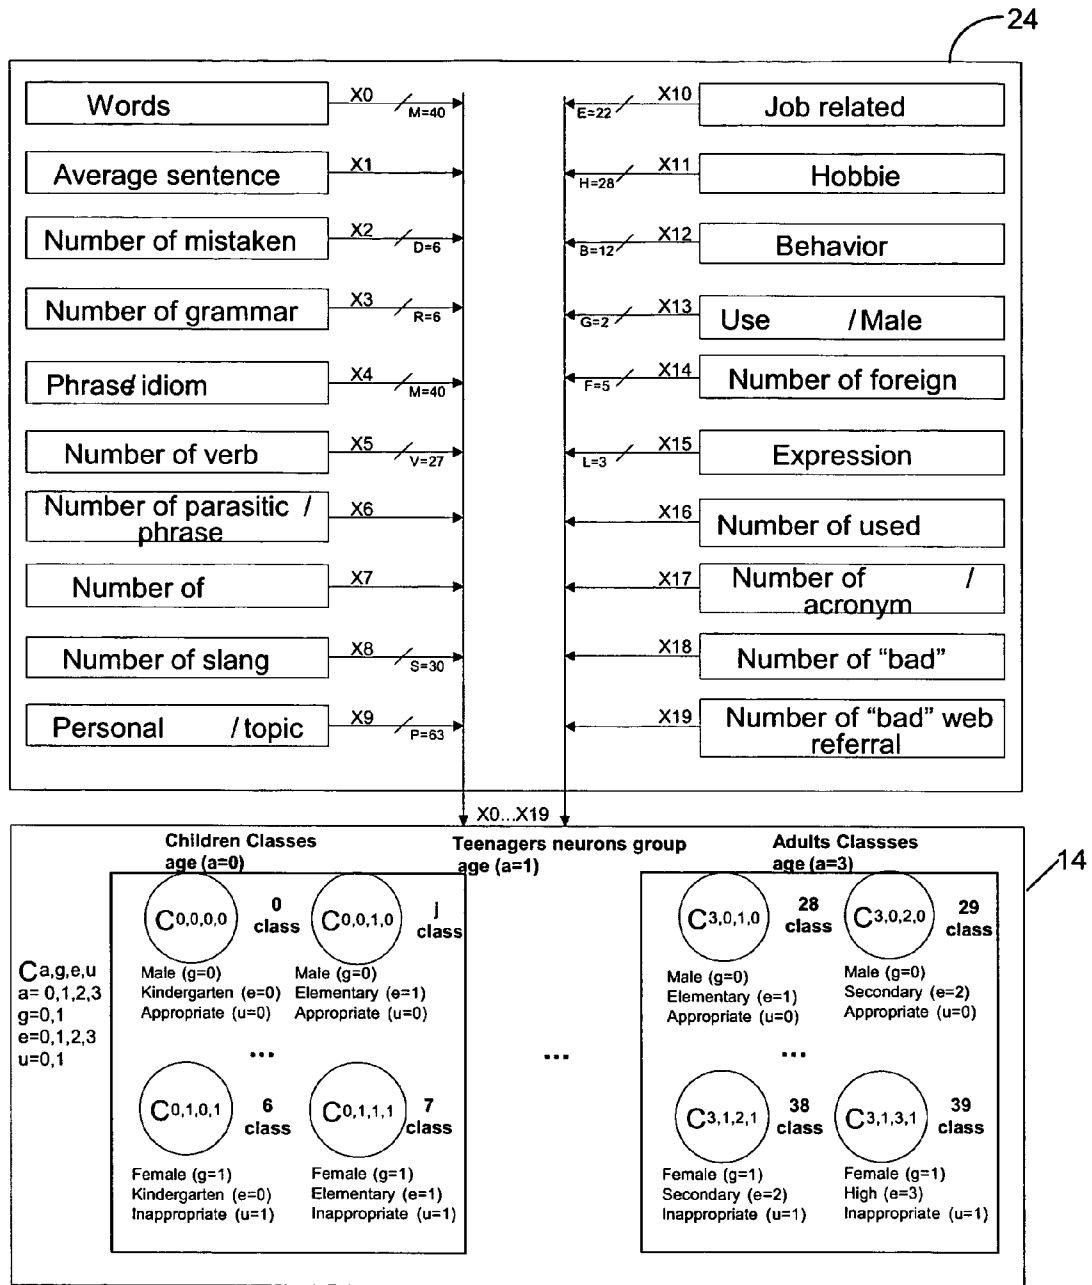 24
Words
X0
M=40
Average sentence
X1
Number of mistaken
X2
D=6
Number of grammar
X3
R=6
Phrase/idiom
X4
M=40
Number of verb
X5
V=27
Number of parasitic /
phrase
X6
Number of
X7
Number of slang
X8
S=30
Personal /topic
X9
P=63
X10
E=22
Job related
X11
H=28
Hobbie
X12
B=12
Behavior
X13
G=2
Use /Male
X14
F=5
Number of foreign
X15
L=3
Expression
X16
Number of used
X17
Number of /
acronym
X18
Number of “bad”
X19
Number of “bad” web
referral
X0...X19
14
Children Classes
age (a=0)
Teenagers neurons group
age (a=1)
Adults Classses
age (a=3)
Ca,g,e,u
a= 0,1,2,3
g=0,1
e=0,1,2,3
u=0,1
C0,0,0,0
0
class
Male (g=0)
Kindergarten (e=0)
Appropriate (u=0)
C0,0,1,0
j
class
Male (g=0)
Elementary (e=1)
Appropriate (u=0)
...
C0,1,0,1
6
class
Female (g=1)
Kindergarten (e=0)
Inappropriate (u=1)
C0,1,1,1
7
class
Female (g=1)
Elementary (e=1)
Inappropriate (u=1)
...
C3,0,1,0
28
class
Male (g=0)
Elementary (e=1)
Appropriate (u=0)
C3,0,2,0
29
class
Male (g=0)
Secondary (e=2)
Appropriate (u=0)
...
C3,1,2,1
38
class
Female (g=1)
Secondary (e=2)
Inappropriate (u=1)
C3,1,3,1
39
class
Female (g=1)
High (e=3)
Inappropriate (u=1)